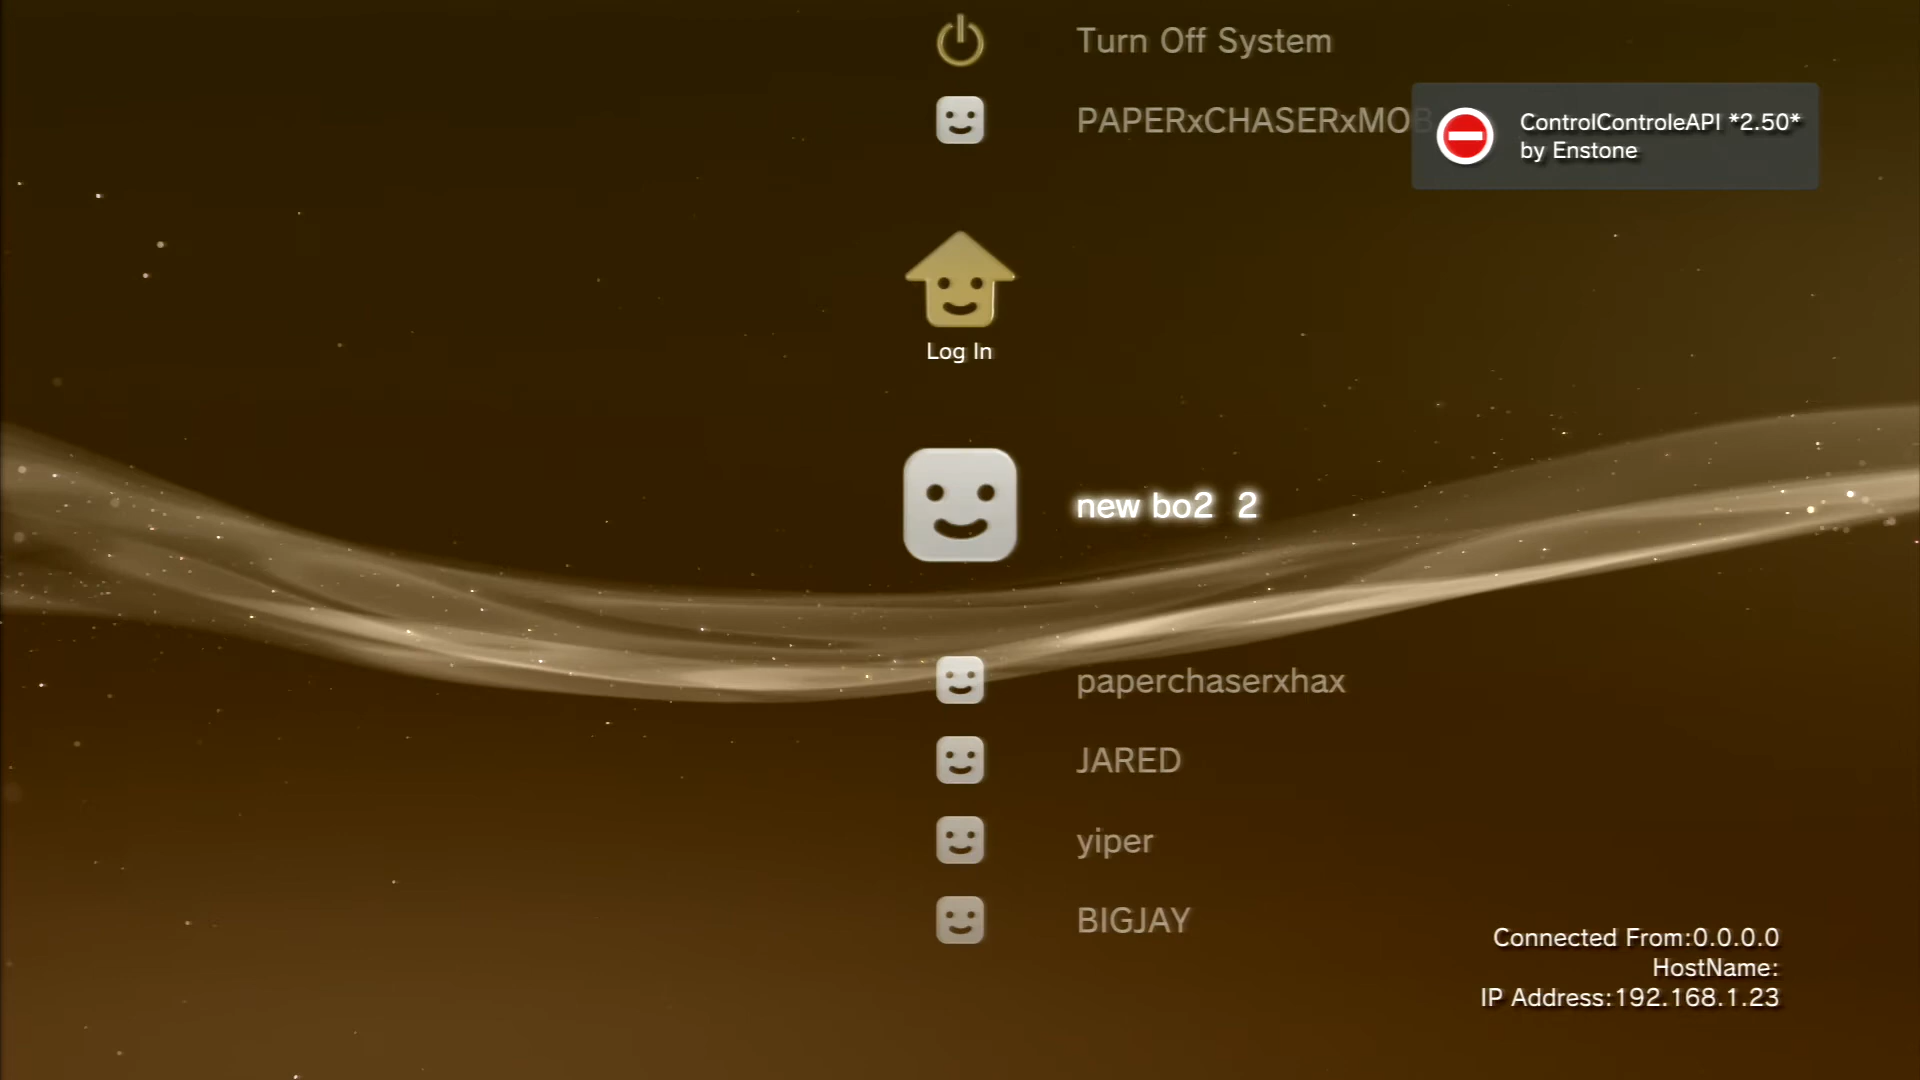 Turn Off System
PAPERxCHASERxMOB
ControlControleAPI *2.50*
by Enstone
Log In
new bo2  2
paperchaserxhax
JARED
yiper
BIGJAY
Connected From:0.0.0.0
HostName:
IP Address:192.168.1.23